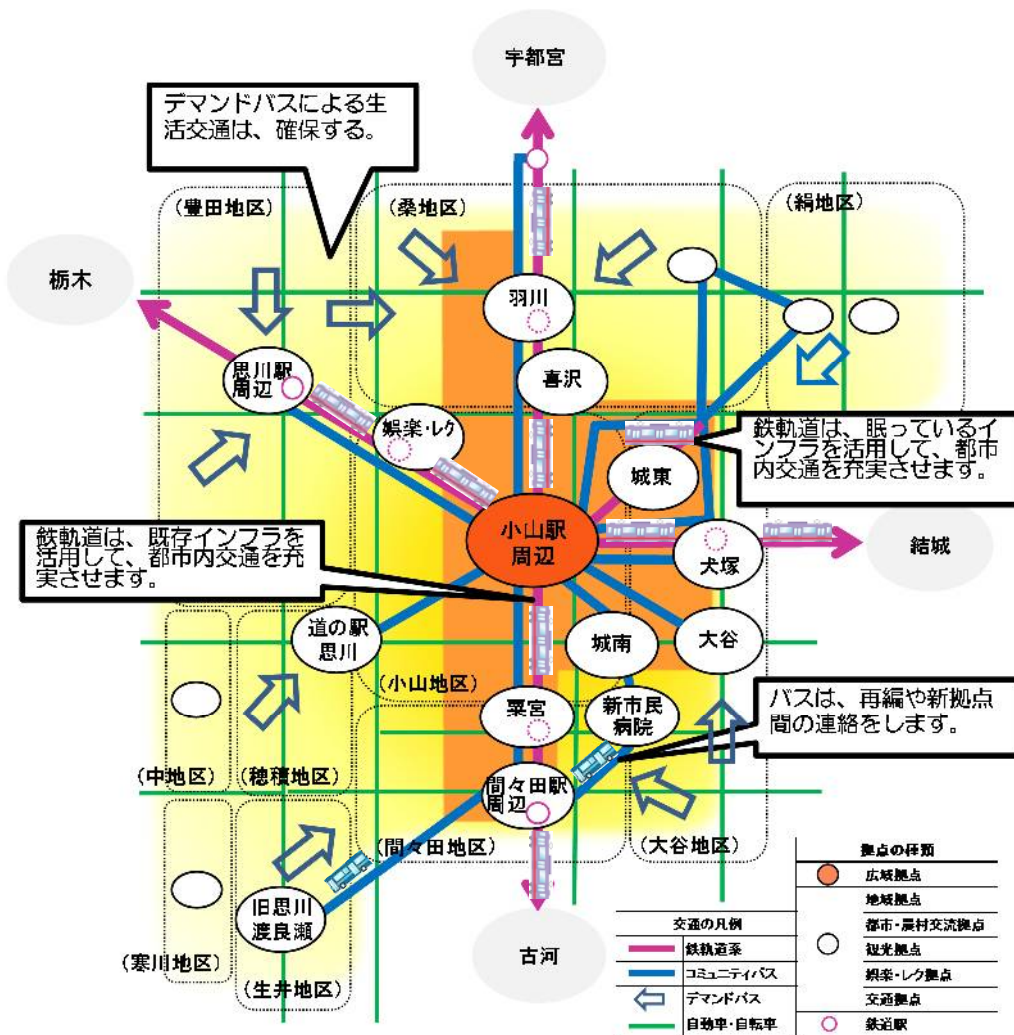 宇都宮
デマンドバスによる生
活交通は、確保する。
(豊田地区)
(桑地区)
(絹地区)
栃木
羽川
思川駅
周辺
喜沢
娯楽・レク
鉄軌道は、眠っているイ
ンフラを活用して、都市
内交通を充実させます。
城東
小山駅
周辺
鉄軌道は、既存インフラを
活用して、都市内交通を充
実させます。
犬塚
結城
道の駅
思川
城南
大谷
(小山地区)
粟宮
新市民
病院
バスは、再編や新拠点
間の連絡をします。
(中地区)
(穂積地区)
間々田駅
周辺
(間々田地区)
(大谷地区)
旧思川
渡良瀬
(寒川地区)
(生井地区)
古河
交通の凡例
鉄軌道薬
コミュニティバス
デマンドバス
自動車・自転車
拠点の種類
広域拠点
地域拠点
都市・農村交流拠点
観光拠点
娯楽・レク拠点
交通拠点
鉄道駅